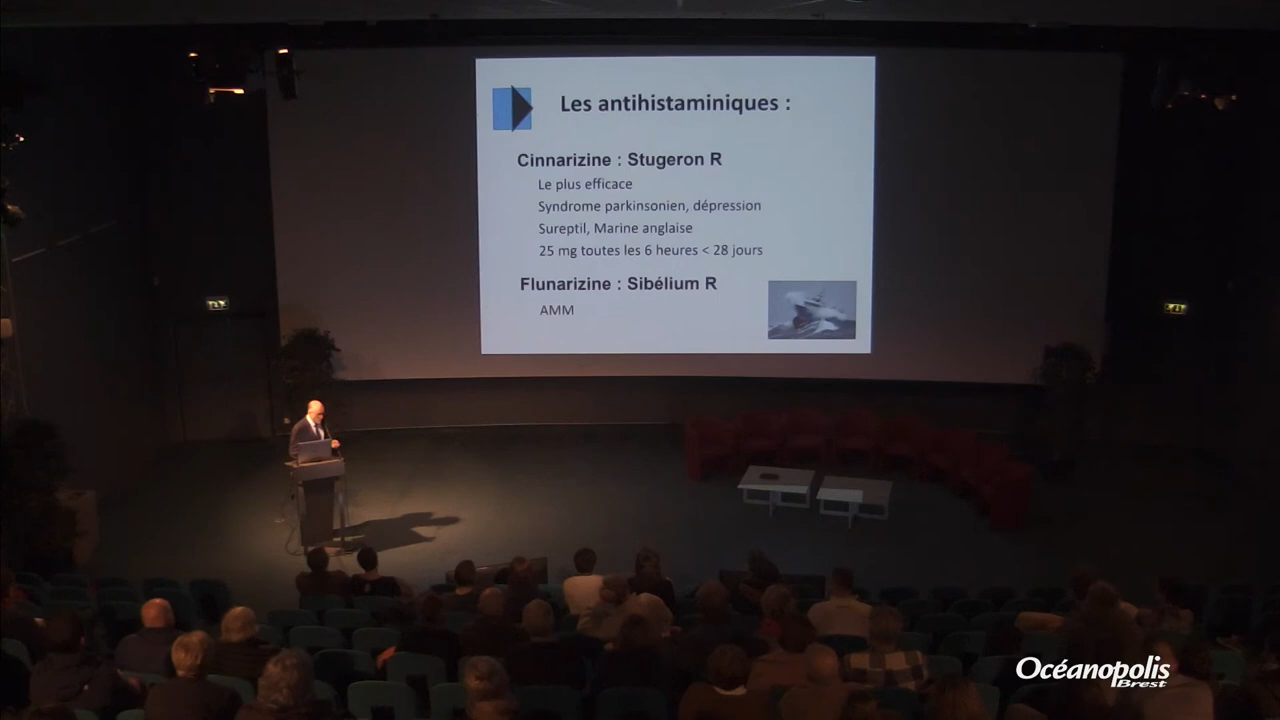 Les antihistaminiques :
Cinnarizine : Stugeron R
Le plus efficace
Syndrome parkinsonien, dépression
Sureptil, Marine anglaise
25 mg toutes les 6 heures < 28 jours
Flunarizine : Sibélium R
AMM
Océanopolis
Brest